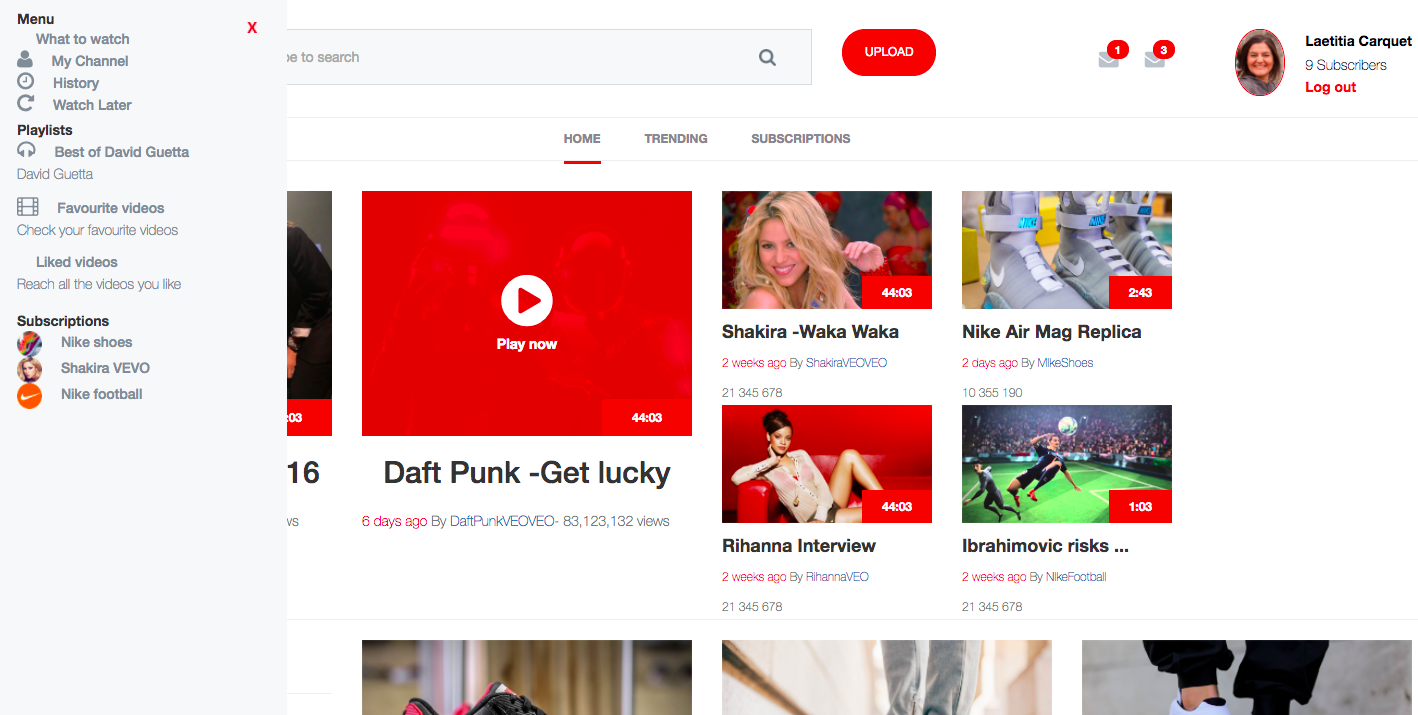 Menu
X
What to watch
My Channel
History
Watch Later
Playlists
Best of David Guetta
David Guetta
Favourite videos
Check your favourite videos
Liked videos
Reach all the videos you like
Subscriptions
Nike shoes
Shakira VEVO
Nike football
to search
UPLOAD
1
3
Laetitia Carquet
9 Subscribers
Log out
HOME
TRENDING
SUBSCRIPTIONS
:03
16
Play now
44:03
Daft Punk -Get lucky
6 days ago By DaftPunkVEOVEO- 83,123,132 views
44:03
Shakira -Waka Waka
2 weeks ago By ShakiraVEOVEO
21 345 678
NIKE
2:43
Nike Air Mag Replica
2 days ago By MikeShoes
10 355 190
44:03
Rihanna Interview
2 weeks ago By RihannaVEO
21 345 678
1:03
Ibrahimovic risks ...
2 weeks ago By NikeFootball
21 345 678